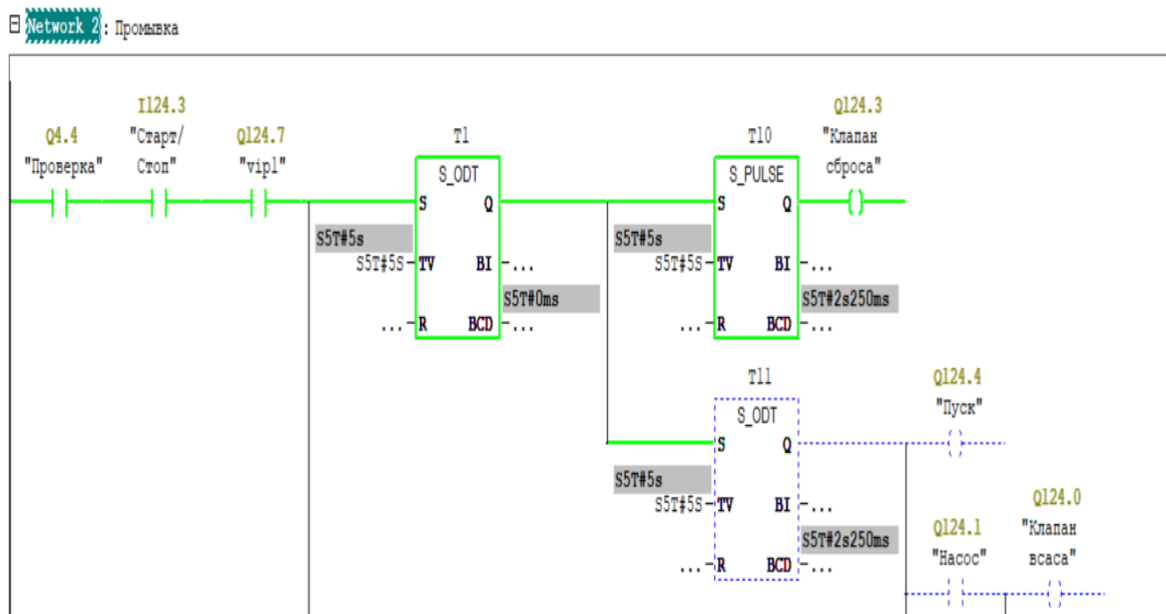 Network 2: Промывка
I124.3
Q124.3
Q4.4
"Старт/
Q124.7
T1
T10
"Клапан
"Проверка"
Стоп"
"vip1"
S_ODT
S_PULSE
сброса"
S Q
S Q
S5T#5s
S5T#5s
S5T#5S TV BI ...
S5T#5S TV BI ...
S5T#0ms
S5T#2s250ms
... R BCD ...
... R BCD ...
T11
Q124.4
S_ODT
"Пуск"
S Q
S5T#5s
Q124.0
S5T#5S TV BI ...
Q124.1
"Клапан
S5T#2s250ms
"Насос"
всаса"
... R BCD ...